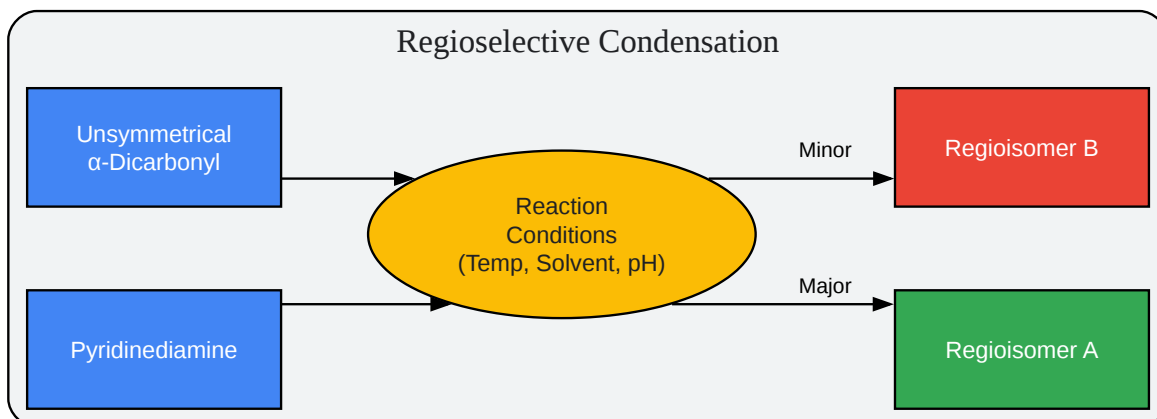 Regioselective Condensation
Unsymmetrical
α-Dicarbonyl
Minor
Regioisomer B
Reaction
Conditions
(Temp, Solvent, pH)
Pyridinediamine
Major
Regioisomer A